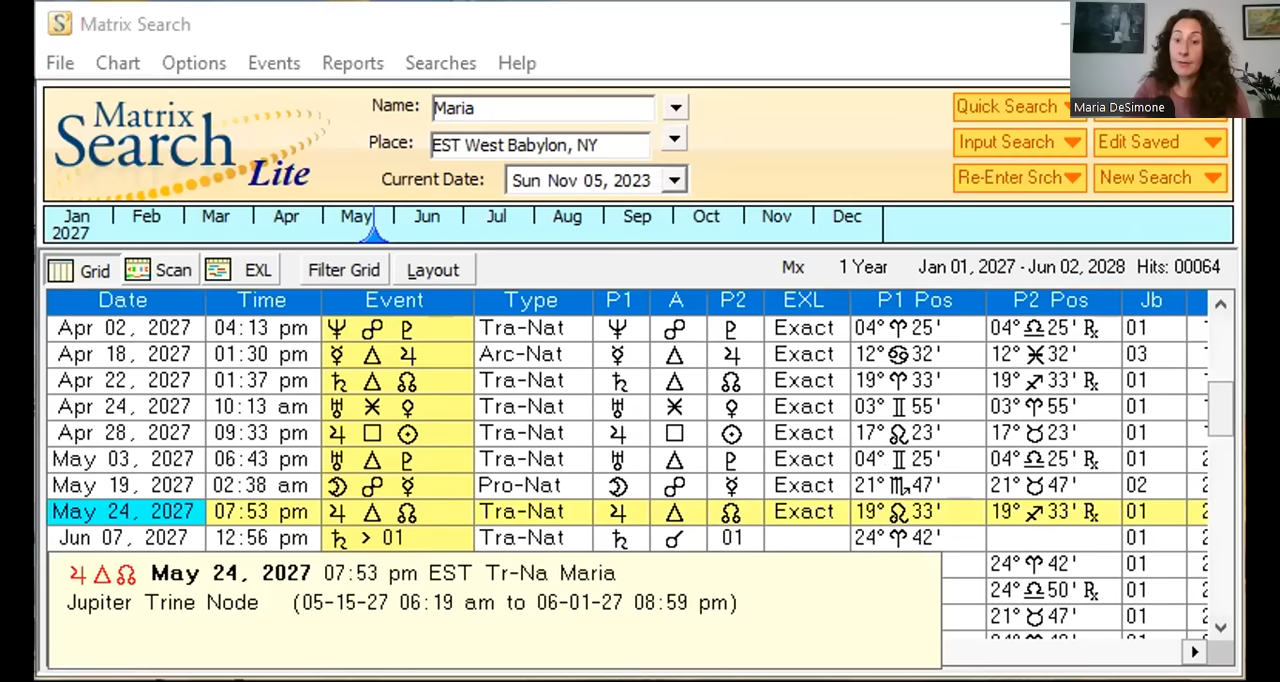 Matrix Search
File Chart Options Events Reports Searches Help
Maria DeSimone
Matrix
Search
Lite
Name: Maria
Place: EST West Babylon, NY
Current Date: Sun Nov 05, 2023
Quick Search
Input Search Edit Saved
Re-Enter Srch New Search
Jan Feb Mar Apr May Jun Jul Aug Sep Oct Nov Dec
2027
Grid Scan EXL Filter Grid Layout Mx 1 Year Jan 01, 2027 - Jun 02, 2028 Hits: 00064
Date Time Event Type P1 A P2 EXL P1 Pos P2 Pos Jb
Apr 02, 2027 04:13 pm ♆ ☍ ♇ Tra-Nat ♆ ☍ ♇ Exact 04° ♈ 25' 04° ♎ 25' ℞ 01
Apr 18, 2027 01:30 pm ☿ △ ♃ Arc-Nat ☿ △ ♃ Exact 12° ♋ 32' 12° ♓ 32' 03
Apr 22, 2027 01:37 pm ♄ △ ☊ Tra-Nat ♄ △ ☊ Exact 19° ♈ 33' 19° ♐ 33' ℞ 01
Apr 24, 2027 10:13 am ♅ ⚹ ♀ Tra-Nat ♅ ⚹ ♀ Exact 03° ♊ 55' 03° ♈ 55' 01
Apr 28, 2027 09:33 pm ♃ □ ☉ Tra-Nat ♃ □ ☉ Exact 17° ♌ 23' 17° ♉ 23' 01
May 03, 2027 06:43 pm ♅ △ ♇ Tra-Nat ♅ △ ♇ Exact 04° ♊ 25' 04° ♎ 25' ℞ 01
May 19, 2027 02:38 am ☽ ☍ ☿ Pro-Nat ☽ ☍ ☿ Exact 21° ♏ 47' 21° ♉ 47' 02
May 24, 2027 07:53 pm ♃ △ ☊ Tra-Nat ♃ △ ☊ Exact 19° ♌ 33' 19° ♐ 33' ℞ 01
Jun 07, 2027 12:56 pm ♄ > 01 Tra-Nat ♄ ☌ 01 24° ♈ 42' 01
24° ♈ 42' 01
24° ♎ 50' ℞ 01
21° ♉ 47' 01
♃ △ ☊ May 24, 2027 07:53 pm EST Tr-Na Maria
Jupiter Trine Node (05-15-27 06:19 am to 06-01-27 08:59 pm)